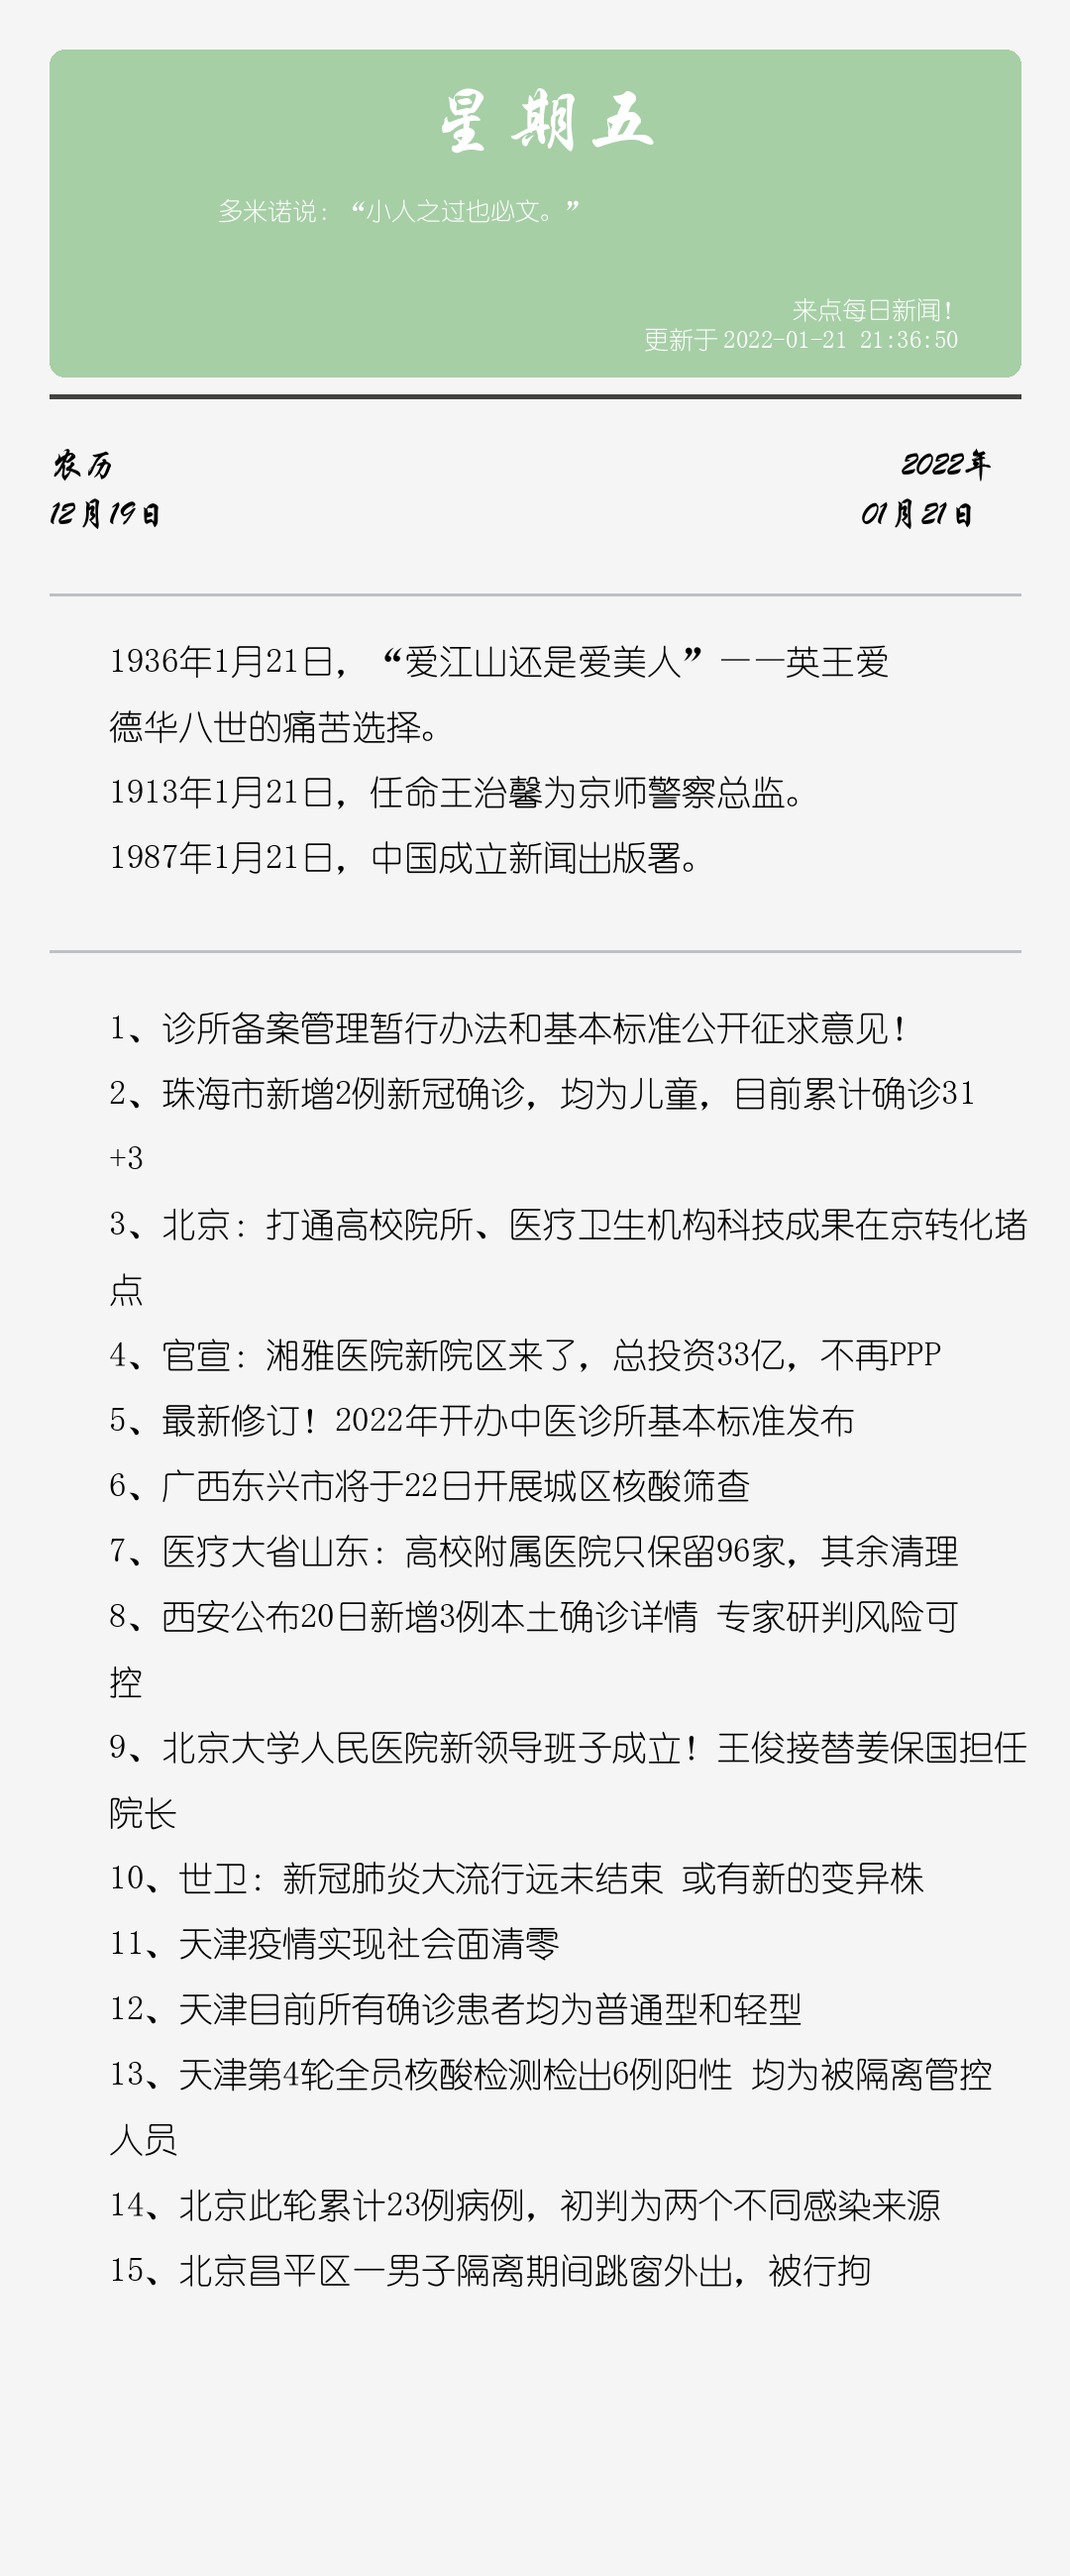 星期五
多米诺说：“小人之过也必文。”
来点每日新闻！
更新于 2022-01-21 21:36:50
农历
2022年
12月19日
01月21日
1936年1月21日，“爱江山还是爱美人”——英王爱
德华八世的痛苦选择。
1913年1月21日，任命王治馨为京师警察总监。
1987年1月21日，中国成立新闻出版署。
1、诊所备案管理暂行办法和基本标准公开征求意见！
2、珠海市新增2例新冠确诊，均为儿童，目前累计确诊31
+3
3、北京：打通高校院所、医疗卫生机构科技成果在京转化堵
点
4、官宣：湘雅医院新院区来了，总投资33亿，不再PPP
5、最新修订！2022年开办中医诊所基本标准发布
6、广西东兴市将于22日开展城区核酸筛查
7、医疗大省山东：高校附属医院只保留96家，其余清理
8、西安公布20日新增3例本土确诊详情 专家研判风险可
控
9、北京大学人民医院新领导班子成立！王俊接替姜保国担任
院长
10、世卫：新冠肺炎大流行远未结束 或有新的变异株
11、天津疫情实现社会面清零
12、天津目前所有确诊患者均为普通型和轻型
13、天津第4轮全员核酸检测检出6例阳性 均为被隔离管控
人员
14、北京此轮累计23例病例，初判为两个不同感染来源
15、北京昌平区一男子隔离期间跳窗外出，被行拘